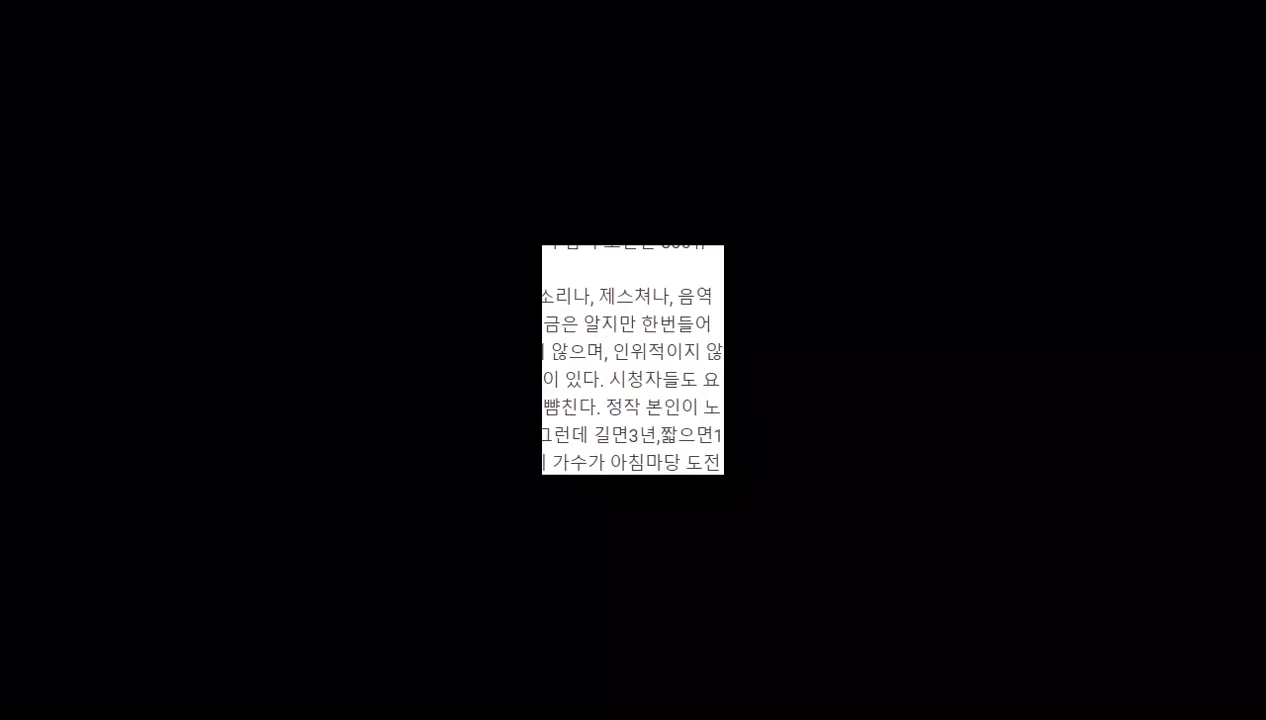 소리나, 제스쳐나, 음역
금은 알지만 한번들어
않으며, 인위적이지 않
이 있다. 시청자들도 요
뺨친다. 정작 본인이 노
그런데 길면3년,짧으면1
가수가 아침마당 도전